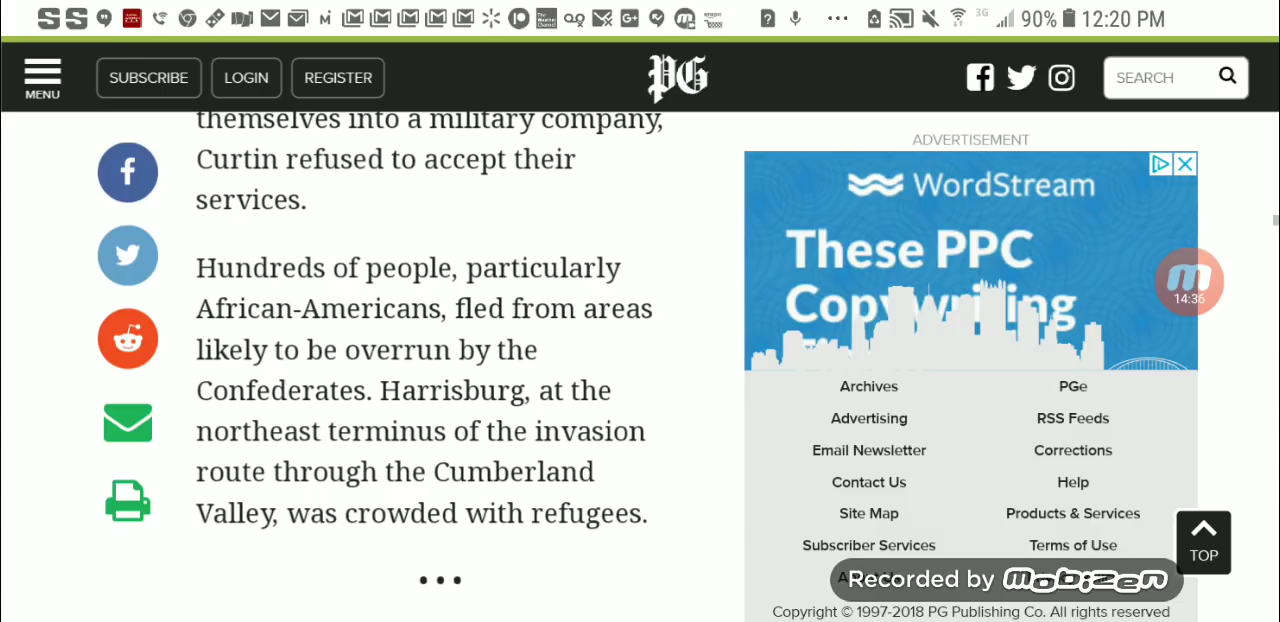 3G 90% 12:20 PM
MENU
SUBSCRIBE
LOGIN
REGISTER
PG
SEARCH
themselves into a military company,
Curtin refused to accept their
services.
Hundreds of people, particularly
African-Americans, fled from areas
likely to be overrun by the
Confederates. Harrisburg, at the
northeast terminus of the invasion
route through the Cumberland
Valley, was crowded with refugees.
• • •
ADVERTISEMENT
WordStream
These PPC
Copywriting
14:36
Archives
PGe
Advertising
RSS Feeds
Email Newsletter
Corrections
Contact Us
Help
Site Map
Products & Services
Subscriber Services
Terms of Use
TOP
Recorded by mobizen
Copyright © 1997-2018 PG Publishing Co. All rights reserved